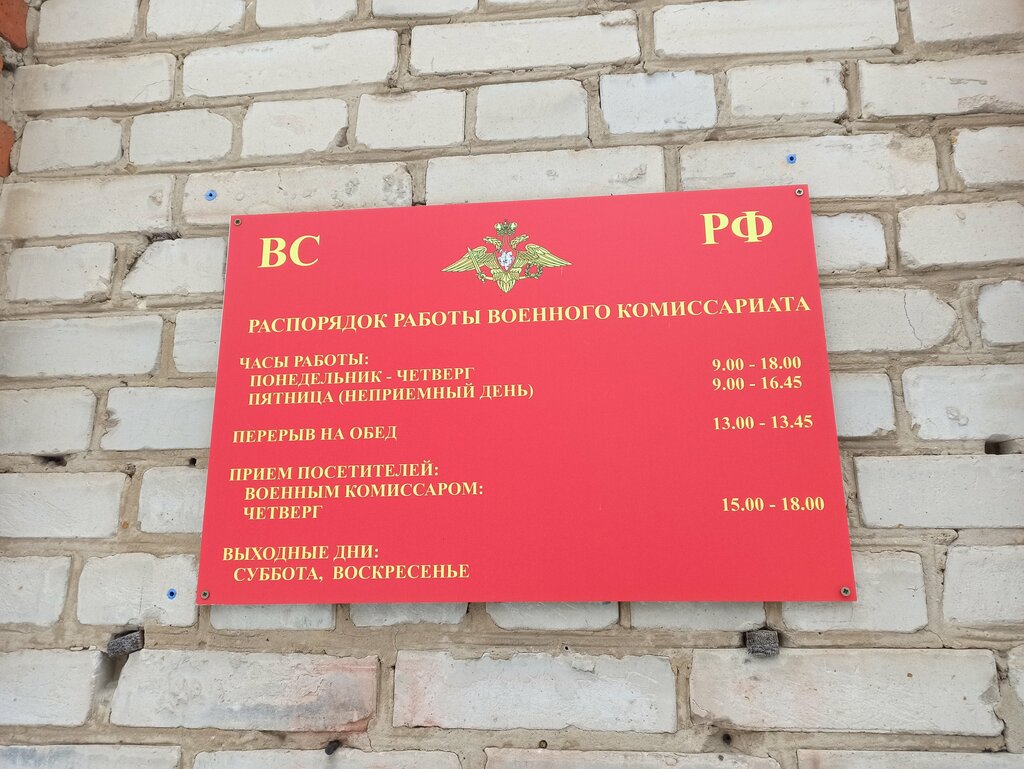 ВС РФ
РАСПОРЯДОК РАБОТЫ ВОЕННОГО КОМИССАРИАТА
ЧАСЫ РАБОТЫ:
ПОНЕДЕЛЬНИК - ЧЕТВЕРГ 9.00 - 18.00
ПЯТНИЦА (НЕПРИЕМНЫЙ ДЕНЬ) 9.00 - 16.45
ПЕРЕРЫВ НА ОБЕД 13.00 - 13.45
ПРИЕМ ПОСЕТИТЕЛЕЙ:
ВОЕННЫМ КОМИССАРОМ:
ЧЕТВЕРГ 15.00 - 18.00
ВЫХОДНЫЕ ДНИ:
СУББОТА, ВОСКРЕСЕНЬЕ